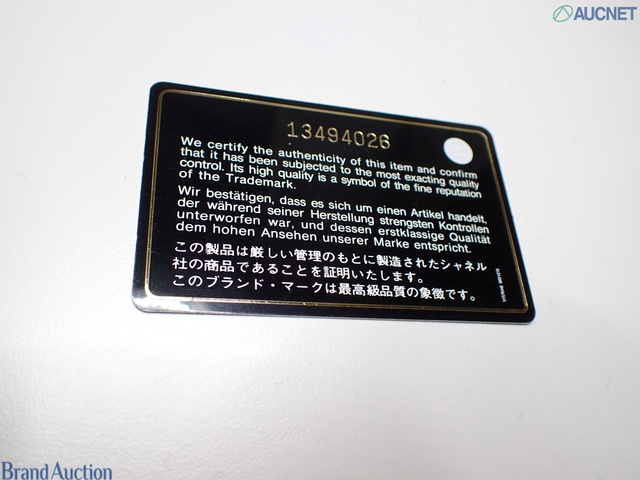 AUCNET
13494026
We certify the authenticity of this item and confirm
that it has been subjected to the most exacting quality
control. Its high quality is a symbol of the fine reputation
of the Trademark.
Wir bestätigen, dass es sich um einen Artikel handelt,
der während seiner Herstellung strengsten Kontrollen
unterworfen war, und dessen erstklassige Qualität
dem hohen Ansehen unserer Marke entspricht.
この製品は厳しい管理のもとに製造されたシャネル
社の商品であることを証明いたします。
このブランド・マークは最高級品質の象徴です。
Brand Auction